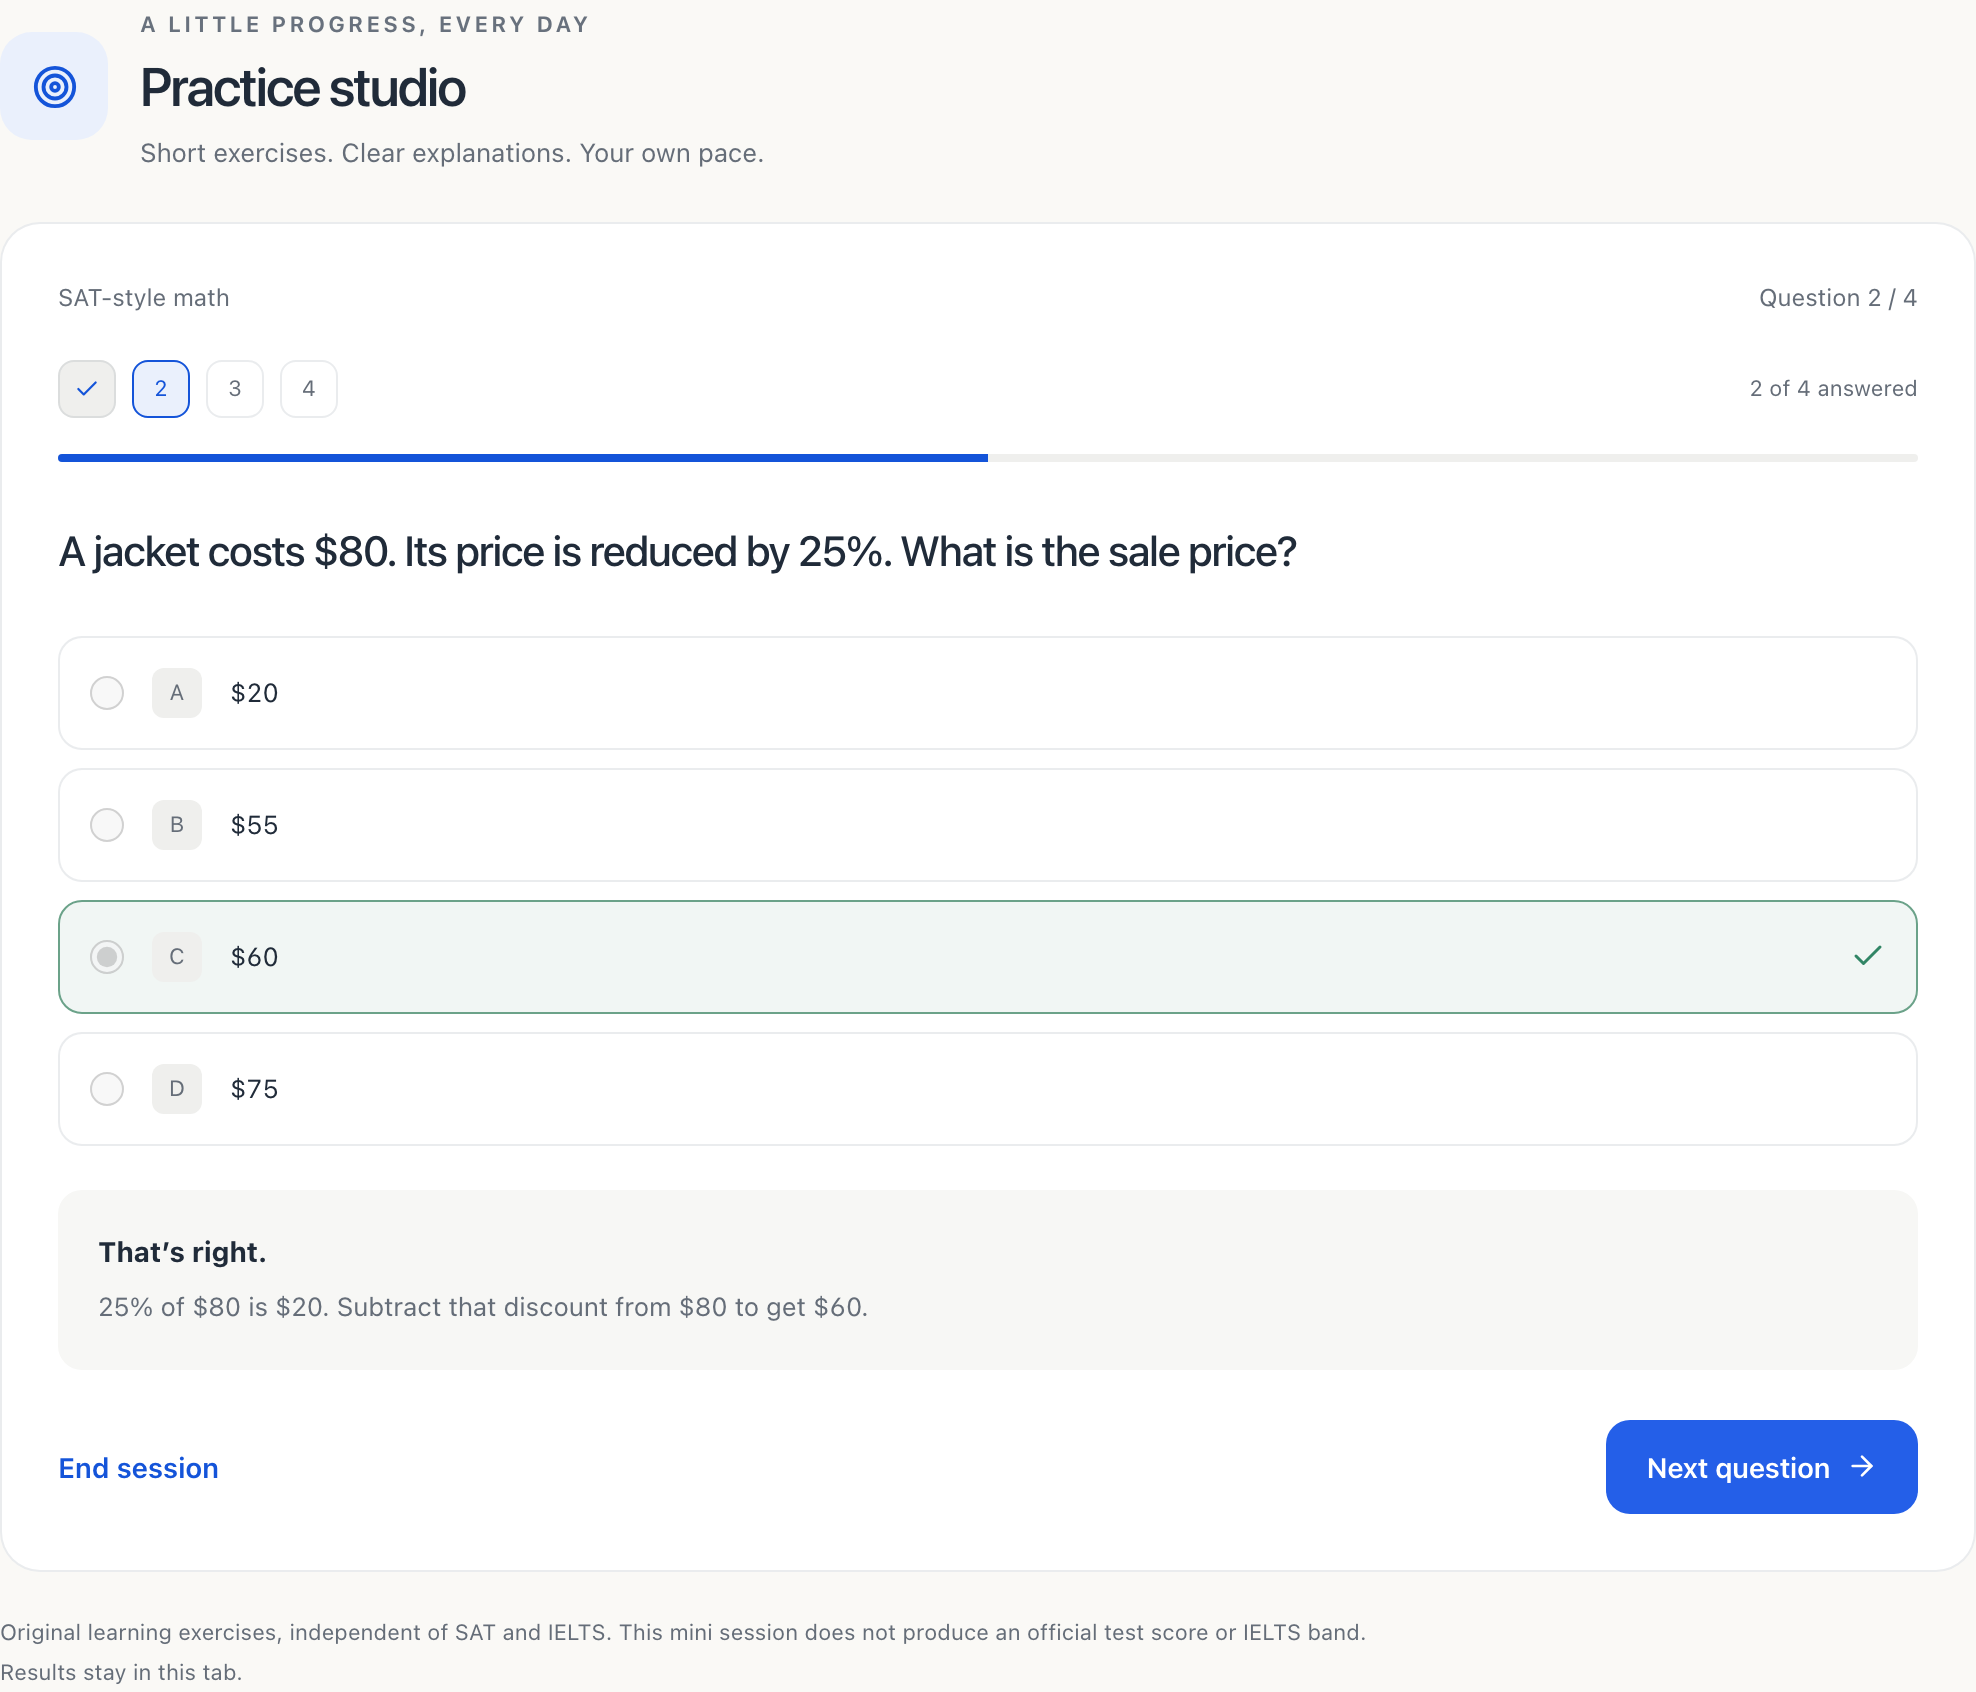 A LITTLE PROGRESS, EVERY DAY
Practice studio
Short exercises. Clear explanations. Your own pace.
SAT-style math
Question 2 / 4
2
3
4
2 of 4 answered
A jacket costs $80. Its price is reduced by 25%. What is the sale price?
A $20
B $55
C $60
D $75
That’s right.
25% of $80 is $20. Subtract that discount from $80 to get $60.
End session
Next question
Original learning exercises, independent of SAT and IELTS. This mini session does not produce an official test score or IELTS band.
Results stay in this tab.